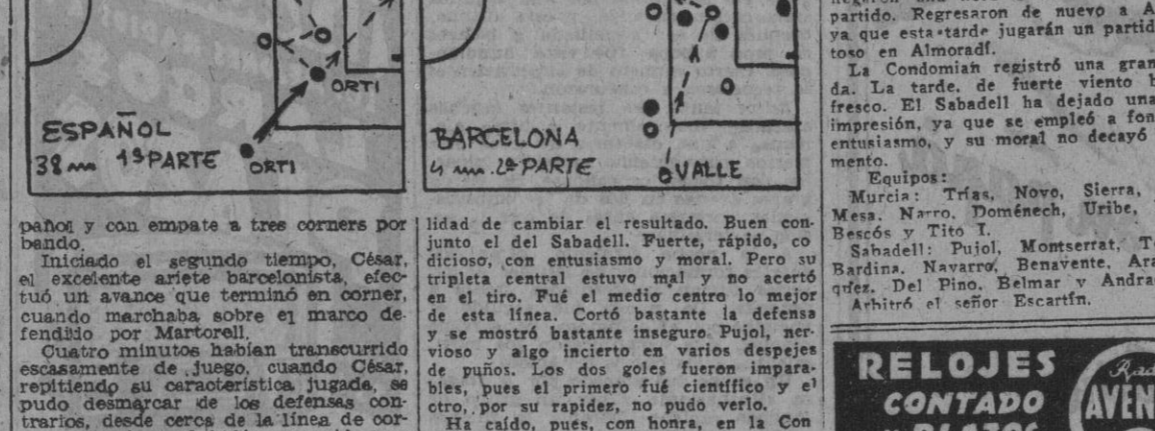 ORTI
ESPAÑOL
38 m 1ª PARTE
ORTI
BARCELONA
4 m. 2ª PARTE
VALLE
pañol y con empate a tres corners por
bando.
Iniciado el segundo tiempo, César,
el excelente ariete barcelonista, efec-
tuó un avance que terminó en corner,
cuando marchaba sobre el marco de-
fendido por Martorell.
Cuatro minutos habían transcurrido
escasamente de juego, cuando César,
repitiendo su característica jugada, se
pudo desmarcar de los defensas con-
trarios, desde cerca de la línea de cor-
lidad de cambiar el resultado. Buen con-
junto el del Sabadell. Fuerte, rápido, co
dicioso, con entusiasmo y moral. Pero su
tripleta central estuvo mal y no acertó
en el tiro. Fué el medio centro lo mejor
de esta línea. Cortó bastante la defensa
y se mostró bastante inseguro Pujol, ner-
vioso y algo incierto en varios despejes
de puños. Los dos goles fueron impara-
bles, pues el primero fué científico y el
otro, por su rapidez, no pudo verlo.
Ha caído, pués, con honra, en la Con
partido. Regresaron de nuevo a A
ya que esta tarde jugarán un partid
toso en Almoradí.
La Condomian registró una gran
da. La tarde, de fuerte viento h
fresco. El Sabadell ha dejado una
impresión, ya que se empleó a fon
entusiasmo, y su moral no decayó
mento.
Equipos:
Murcia: Trías, Novo, Sierra,
Mesa. Narro. Doménech, Uribe,
Bescós y Tito I.
Sabadell: Pujol, Montserrat, T
Bardina. Navarro, Benavente, Ara
qúez. Del Pino. Belmar y Andra
Arbitró el señor Escartín.
RELOJES
CONTADO
Rad
AVEN